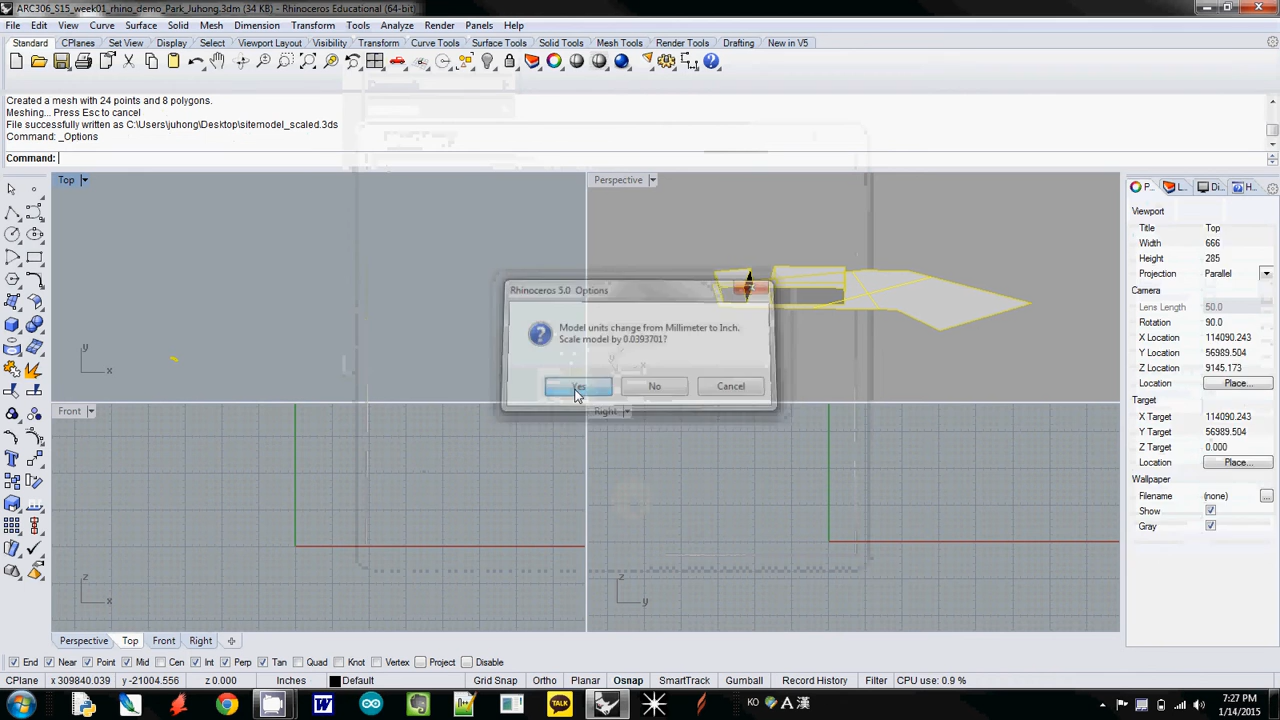 ARC306_S15_week01_rhino_demo_Park_Juhong.3dm (34 KB) - Rhinoceros Educational (64-bit)
File Edit View Curve Surface Solid Mesh Dimension Transform Tools Analyze Render Panels Help
Standard CPlanes Set View Display Select Viewport Layout Visibility Transform Curve Tools Surface Tools Solid Tools Mesh Tools Render Tools Drafting New in V5
Created a mesh with 24 points and 8 polygons.
Meshing... Press Esc to cancel
File successfully written as C:\Users\juhong\Desktop\sitemodel_scaled.3ds
Command: _Options
Command:
Top
Perspective
P... L... Di... H...
Viewport
Title Top
Width 666
Height 285
Projection Parallel
Camera
Lens Length 50.0
Rotation 90.0
X Location 114090.243
Y Location 56989.504
Z Location 9145.173
Location Place...
Target
X Target 114090.243
Y Target 56989.504
Z Target 0.000
Location Place...
Wallpaper
Filename (none) ...
Show
Gray
Rhinoceros 5.0 Options
Model units change from Millimeter to Inch.
Scale model by 0.0393701?
Yes No Cancel
y
x
Front
Right
z
x
z
y
Perspective Top Front Right
End Near Point Mid Cen Int Perp Tan Quad Knot Vertex Project Disable
CPlane x 309840.039 y -21004.556 z 0.000 Inches Default Grid Snap Ortho Planar Osnap SmartTrack Gumball Record History Filter CPU use: 0.9 %
W TALK KO A 漢
7:27 PM
1/14/2015